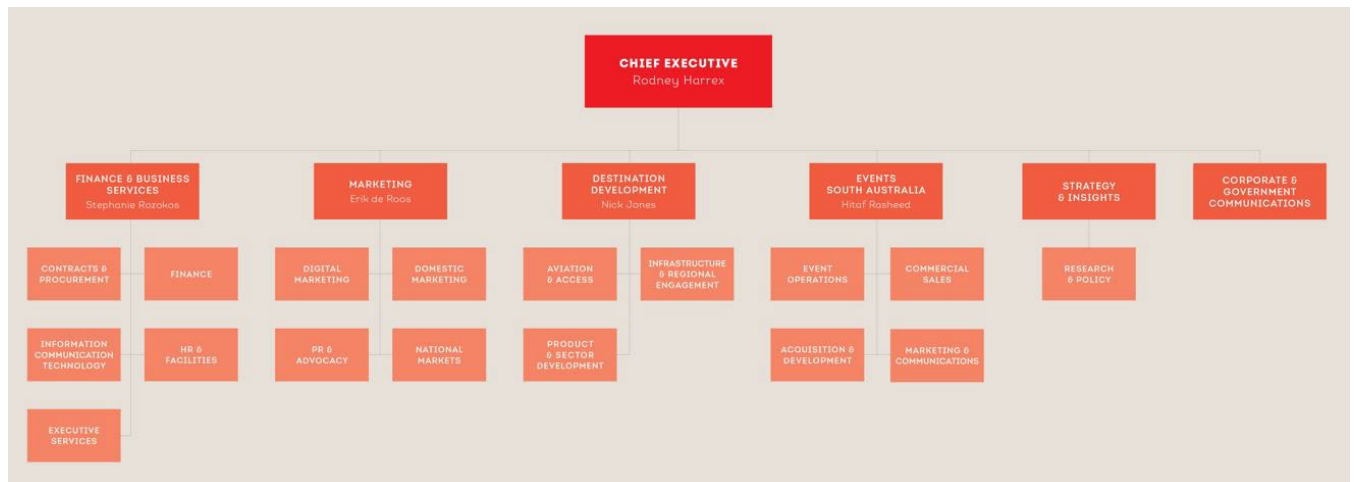 CHIEF EXECUTIVE
Rodney Harrex
FINANCE & BUSINESS
SERVICES
Stephanie Rozokos
MARKETING
Erik de Roos
DESTINATION
DEVELOPMENT
Nick Jones
EVENTS
SOUTH AUSTRALIA
Hitaf Rasheed
STRATEGY
& INSIGHTS
CORPORATE &
GOVERNMENT
COMMUNICATIONS
CONTRACTS &
PROCUREMENT
FINANCE
DIGITAL
MARKETING
DOMESTIC
MARKETING
AVIATION
& ACCESS
INFRASTRUCTURE
& REGIONAL
ENGAGEMENT
EVENT
OPERATIONS
COMMERCIAL
SALES
RESEARCH
& POLICY
INFORMATION
COMMUNICATION
TECHNOLOGY
HR &
FACILITIES
PR &
ADVOCACY
NATIONAL
MARKETS
PRODUCT
& SECTOR
DEVELOPMENT
ACQUISITION &
DEVELOPMENT
MARKETING &
COMMUNICATIONS
EXECUTIVE
SERVICES